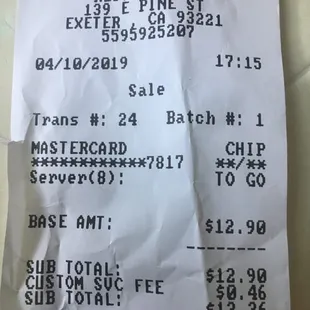 139 E PINE ST
EXETER , CA 93221
5595925207
04/10/2019 17:15
Sale
Trans #: 24 Batch #: 1
MASTERCARD CHIP
************7817 **/**
Server(8): TO GO
BASE AMT: $12.90
--------
SUB TOTAL: $12.90
CUSTOM SVC FEE $0.46
SUB TOTAL: $13.36